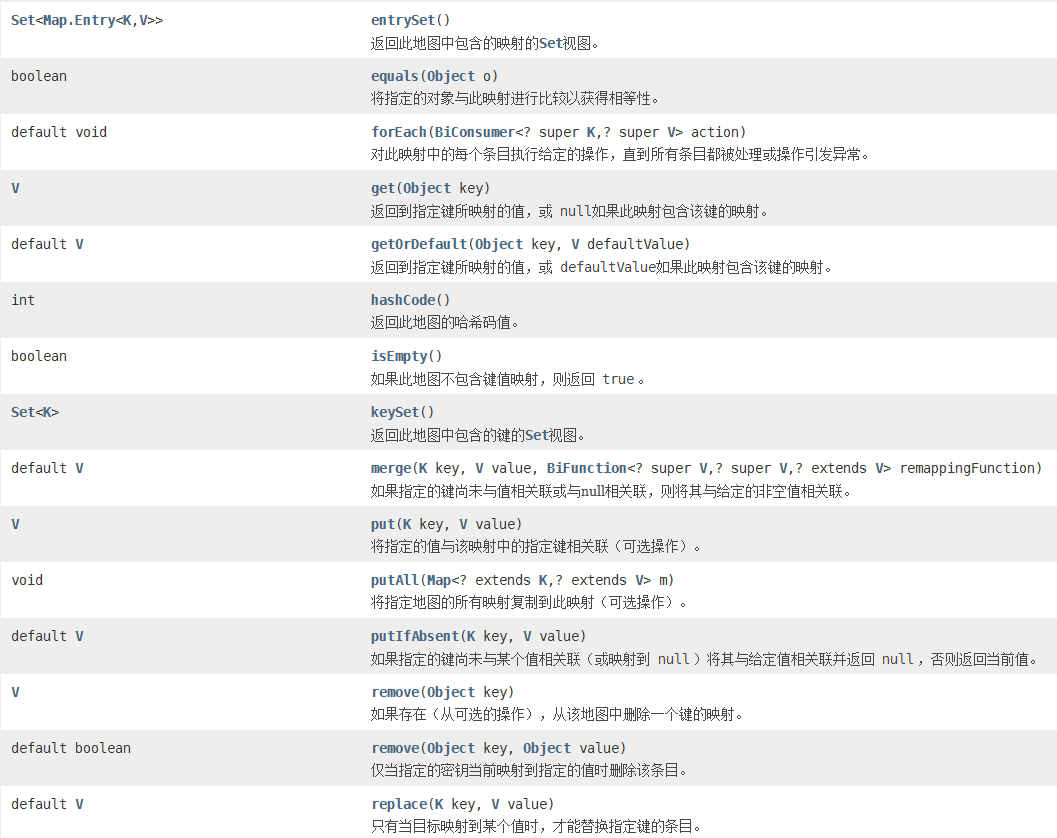 Set<Map.Entry<K,V>> entrySet()
返回此地图中包含的映射的Set视图。
boolean equals(Object o)
将指定的对象与此映射进行比较以获得相等性。
default void forEach(BiConsumer<? super K,? super V> action)
对此映射中的每个条目执行给定的操作，直到所有条目都被处理或操作引发异常。
V get(Object key)
返回到指定键所映射的值，或 null如果此映射包含该键的映射。
default V getOrDefault(Object key, V defaultValue)
返回到指定键所映射的值，或 defaultValue如果此映射包含该键的映射。
int hashCode()
返回此地图的哈希码值。
boolean isEmpty()
如果此地图不包含键值映射，则返回 true 。
Set<K> keySet()
返回此地图中包含的键的Set视图。
default V merge(K key, V value, BiFunction<? super V,? super V,? extends V> remappingFunction)
如果指定的键尚未与值相关联或与null相关联，则将其与给定的非空值相关联。
V put(K key, V value)
将指定的值与该映射中的指定键相关联（可选操作）。
void putAll(Map<? extends K,? extends V> m)
将指定地图的所有映射复制到此映射（可选操作）。
default V putIfAbsent(K key, V value)
如果指定的键尚未与某个值相关联（或映射到 null ）将其与给定值相关联并返回 null ，否则返回当前值。
V remove(Object key)
如果存在（从可选的操作），从该地图中删除一个键的映射。
default boolean remove(Object key, Object value)
仅当指定的密钥当前映射到指定的值时删除该条目。
default V replace(K key, V value)
只有当目标映射到某个值时，才能替换指定键的条目。